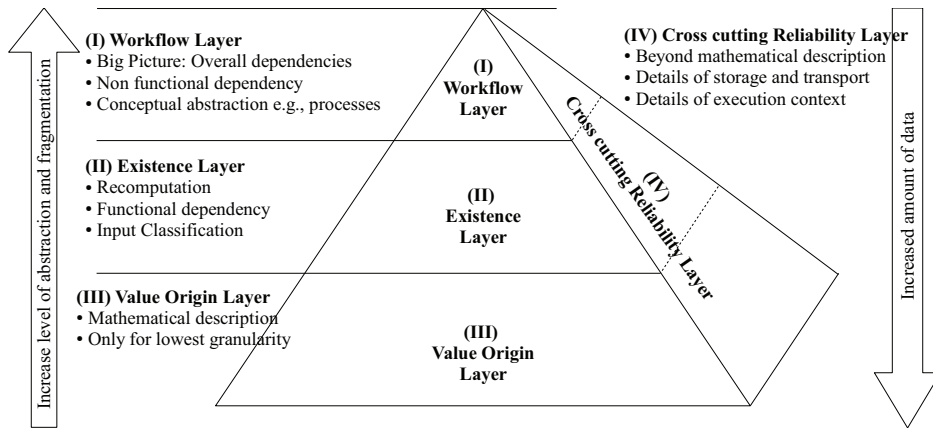 Increase level of abstraction and fragmentation
(I) Workflow Layer
• Big Picture: Overall dependencies
• Non functional dependency
• Conceptual abstraction e.g., processes
(II) Existence Layer
• Recomputation
• Functional dependency
• Input Classification
(III) Value Origin Layer
• Mathematical description
• Only for lowest granularity
(I)
Workflow
Layer
(II)
Existence
Layer
(III)
Value Origin
Layer
(IV)
Cross cutting Reliability Layer
(IV) Cross cutting Reliability Layer
• Beyond mathematical description
• Details of storage and transport
• Details of execution context
Increased amount of data